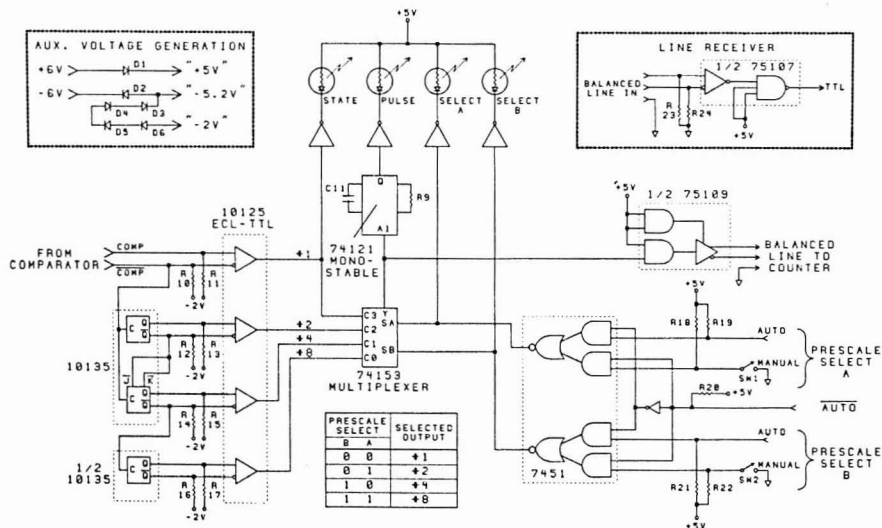 +5V
AUX. VOLTAGE GENERATION
+6V
D1
"+5V"
-6V
D2
"-5.2V"
D4
D3
D5
D6
"-2V"
STATE
PULSE
SELECT
A
SELECT
B
LINE RECEIVER
1/2 75107
BALANCED
LINE IN
TTL
R
23
R24
+5V
C11
Q
A1
R9
74121
MONO-
STABLE
10125
ECL-TTL
+5V
1/2 75109
BALANCED
LINE TO
COUNTER
FROM
COMPARATOR
COMP
COMP
R
10
R
11
-2V
÷1
÷2
÷4
÷8
C3
C2
C1
C0
Y
SA
SB
74153
MULTIPLEXER
C
Q
Q
R
12
R
13
-2V
10135
J
K
C
Q
Q
R
14
R
15
-2V
1/2
10135
C
Q
Q
R
16
R
17
-2V
PRESCALE
SELECT
SELECTED
OUTPUT
B A
0 0 ÷1
0 1 ÷2
1 0 ÷4
1 1 ÷8
7451
+5V
R18
R19
AUTO
MANUAL
SW1
PRESCALE
SELECT
A
R20
+5V
AUTO
AUTO
MANUAL
SW2
PRESCALE
SELECT
B
R21
R22
+5V